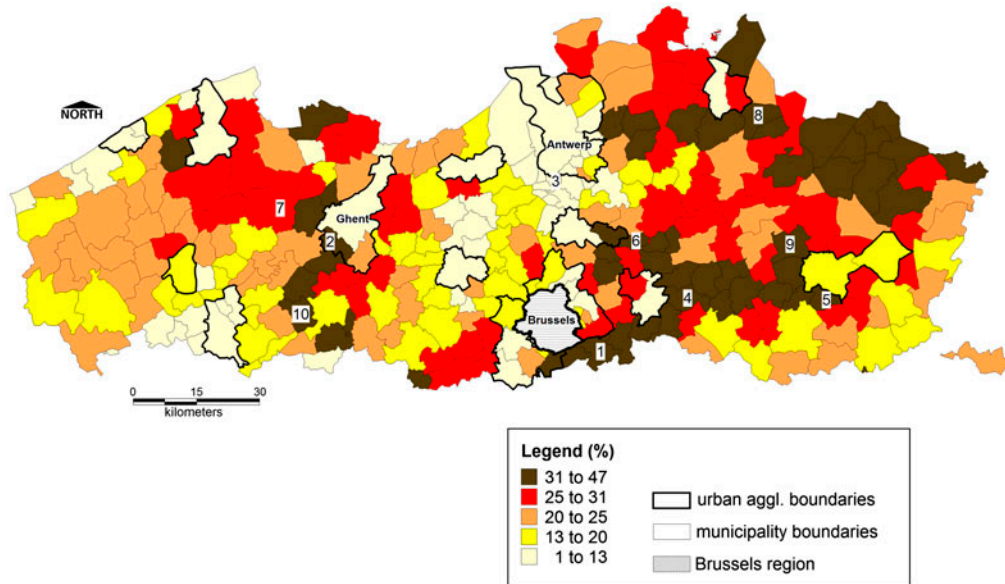 NORTH
Antwerp
8
3
7
Ghent
2
6
9
4
5
10
Brussels
1
0 15 30
kilometers
Legend (%)
31 to 47
25 to 31
20 to 25
13 to 20
1 to 13
urban aggl. boundaries
municipality boundaries
Brussels region